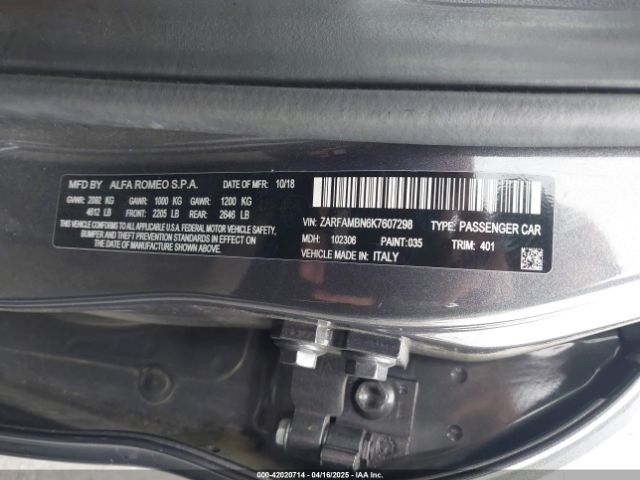 MFD BY ALFA ROMEO S.P.A. DATE OF MFR: 10/18
GVWR: 2092 KG GAWR: 1000 KG GAWR: 1200 KG
4612 LB FRONT: 2205 LB REAR: 2646 LB
THIS VEHICLE CONFORMS TO ALL APPLICABLE
U.S.A. FEDERAL MOTOR VEHICLE SAFETY,
BUMPER AND THEFT PREVENTION STANDARDS
IN EFFECT ON THE DATE OF MANUFACTURE
SHOWN ABOVE.
VIN: ZARFAMBN6K7607298 TYPE: PASSENGER CAR
MDH: 102306 PAINT:035 TRIM: 401
VEHICLE MADE IN: ITALY
000-42020714 04/16/2025 IAAI.COM